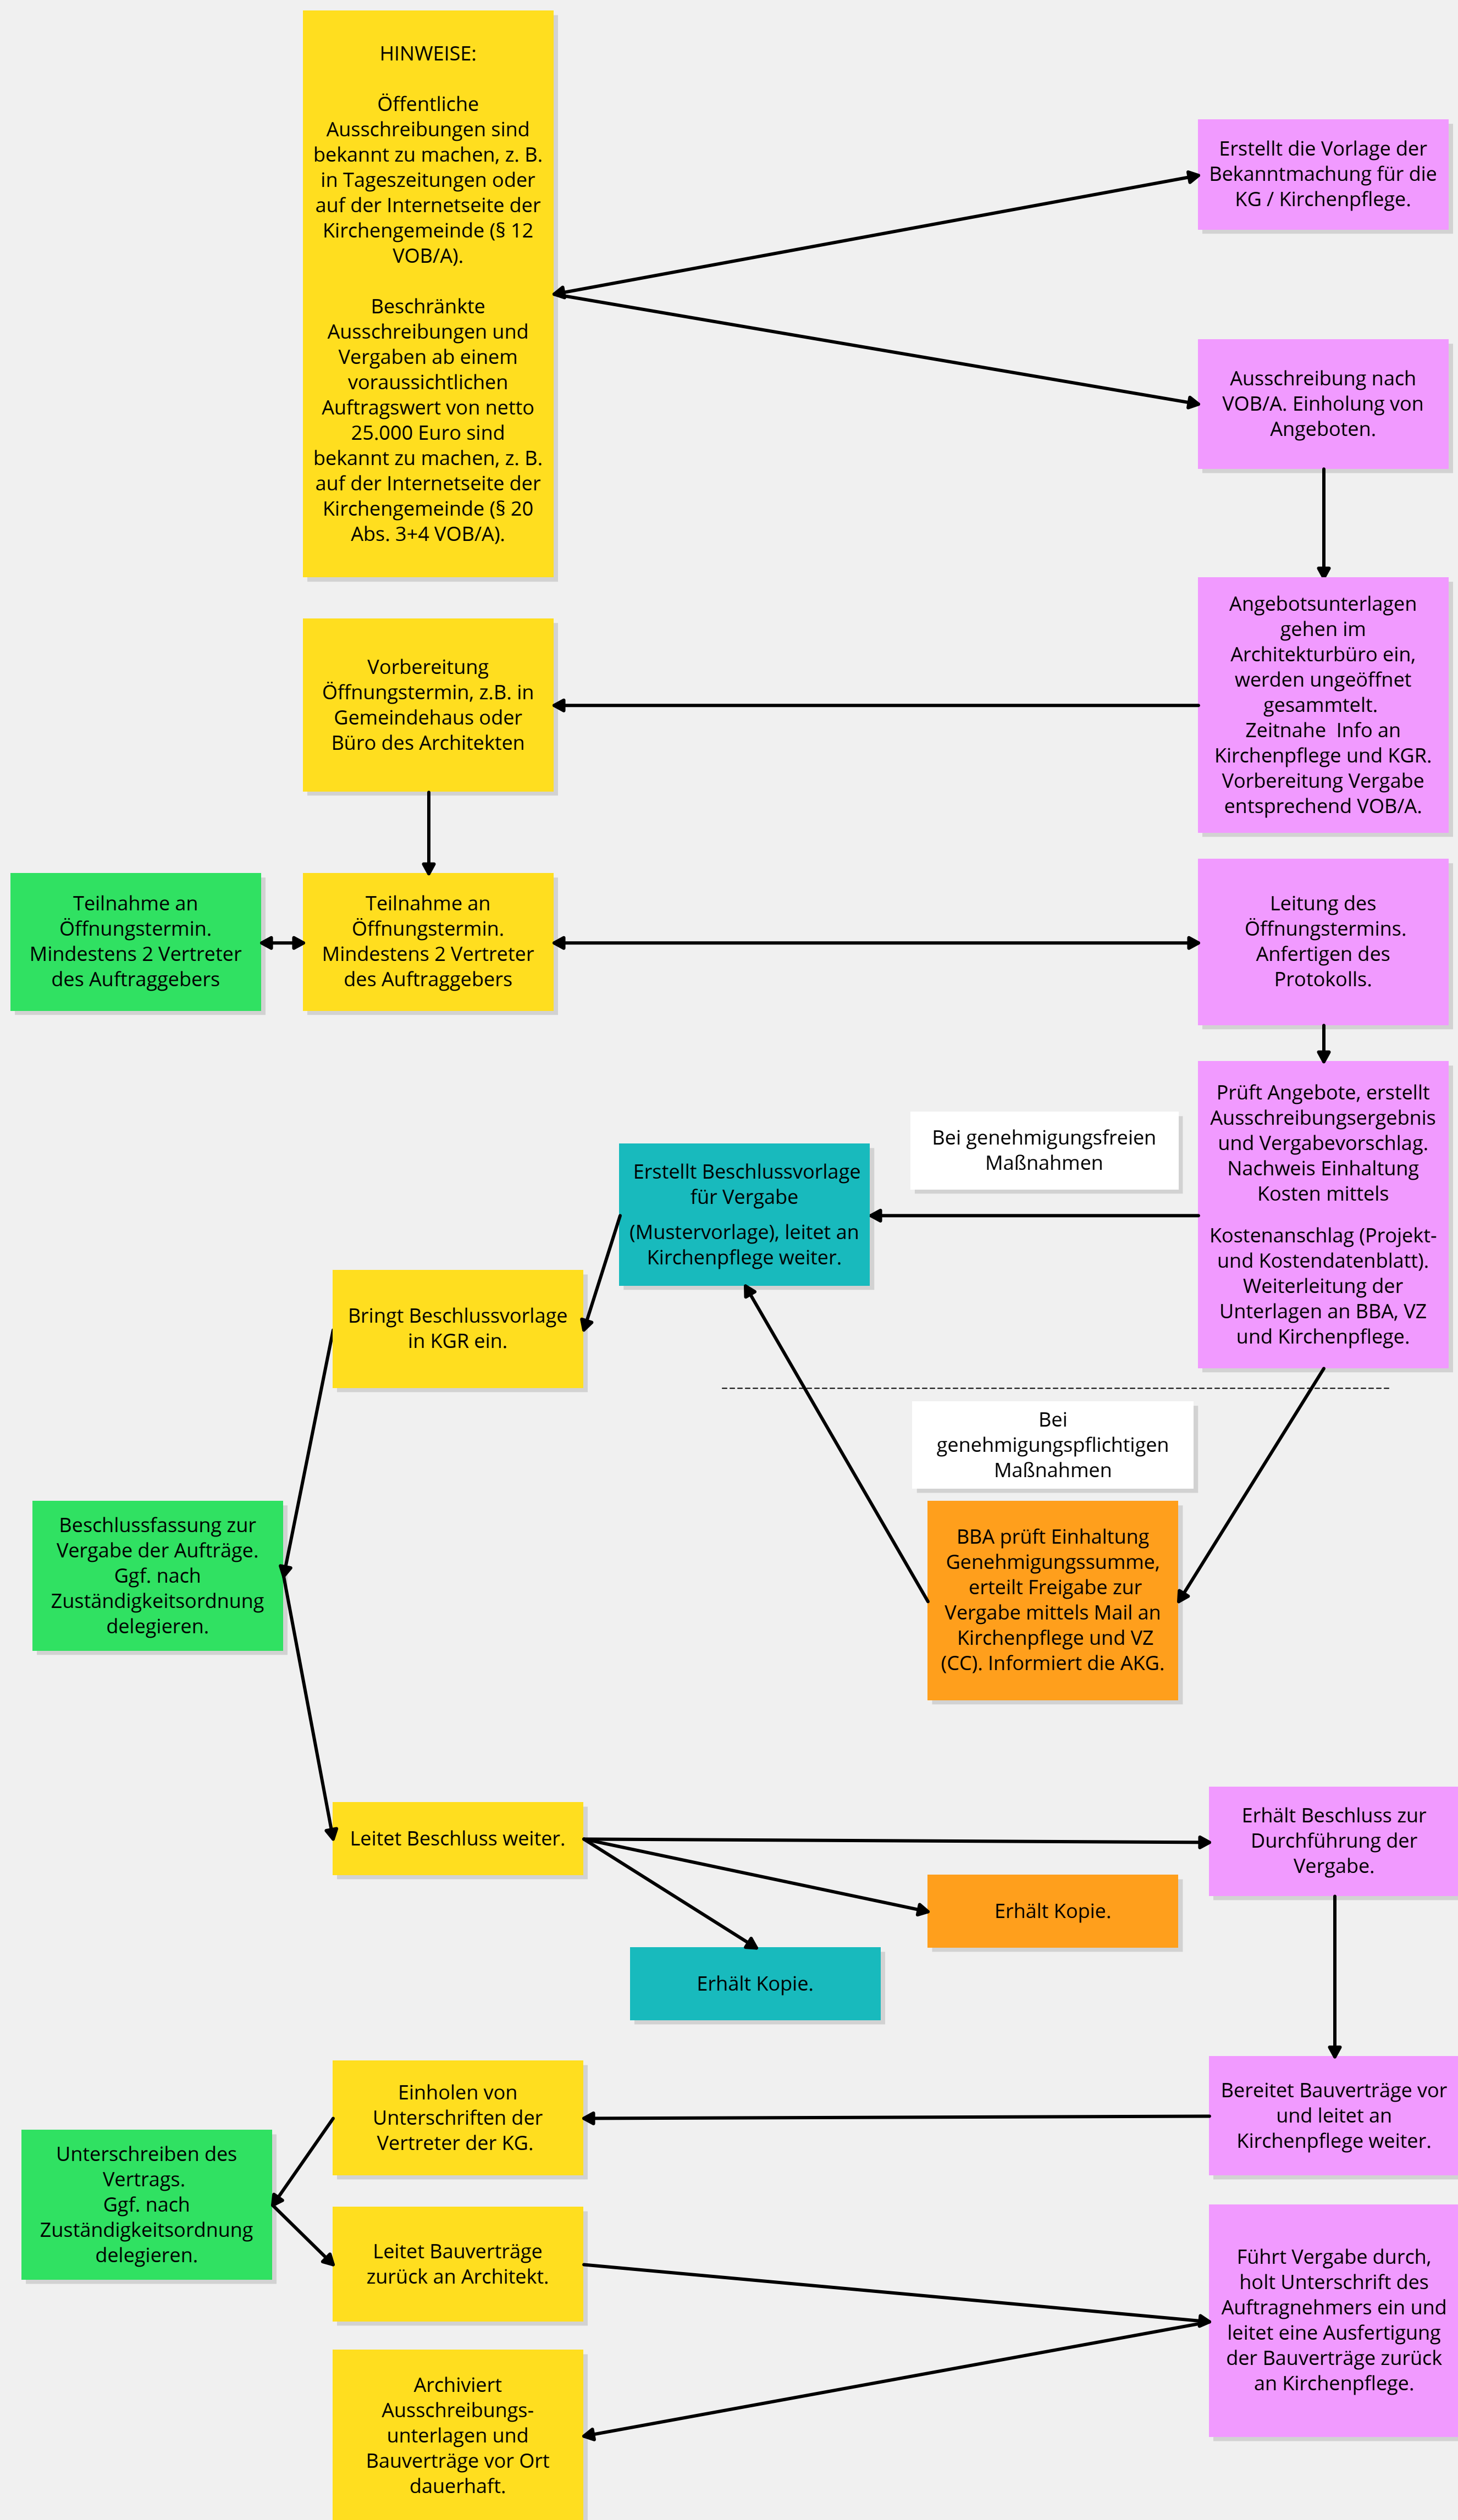 HINWEISE:
Öffentliche
Ausschreibungen sind
bekannt zu machen, z. B.
in Tageszeitungen oder
auf der Internetseite der
Kirchengemeinde (§ 12
VOB/A).
Beschränkte
Ausschreibungen und
Vergaben ab einem
voraussichtlichen
Auftragswert von netto
25.000 Euro sind
bekannt zu machen, z. B.
auf der Internetseite der
Kirchengemeinde (§ 20
Abs. 3+4 VOB/A).
Erstellt die Vorlage der
Bekanntmachung für die
KG / Kirchenpflege.
Ausschreibung nach
VOB/A. Einholung von
Angeboten.
Angebotsunterlagen
gehen im
Architekturbüro ein,
werden ungeöffnet
gesammtelt.
Zeitnahe  Info an
Kirchenpflege und KGR.
Vorbereitung Vergabe
entsprechend VOB/A.
Vorbereitung
Öffnungstermin, z.B. in
Gemeindehaus oder
Büro des Architekten
Teilnahme an
Öffnungstermin.
Mindestens 2 Vertreter
des Auftraggebers
Teilnahme an
Öffnungstermin.
Mindestens 2 Vertreter
des Auftraggebers
Leitung des
Öffnungstermins.
Anfertigen des
Protokolls.
Prüft Angebote, erstellt
Ausschreibungsergebnis
und Vergabevorschlag.
Nachweis Einhaltung
Kosten mittels
Kostenanschlag (Projekt-
und Kostendatenblatt).
Weiterleitung der
Unterlagen an BBA, VZ
und Kirchenpflege.
Bei genehmigungsfreien
Maßnahmen
Erstellt Beschlussvorlage
für Vergabe
(Mustervorlage), leitet an
Kirchenpflege weiter.
Bringt Beschlussvorlage
in KGR ein.
Bei
genehmigungspflichtigen
Maßnahmen
BBA prüft Einhaltung
Genehmigungssumme,
erteilt Freigabe zur
Vergabe mittels Mail an
Kirchenpflege und VZ
(CC). Informiert die AKG.
Beschlussfassung zur
Vergabe der Aufträge.
Ggf. nach
Zuständigkeitsordnung
delegieren.
Leitet Beschluss weiter.
Erhält Beschluss zur
Durchführung der
Vergabe.
Erhält Kopie.
Erhält Kopie.
Bereitet Bauverträge vor
und leitet an
Kirchenpflege weiter.
Einholen von
Unterschriften der
Vertreter der KG.
Unterschreiben des
Vertrags.
Ggf. nach
Zuständigkeitsordnung
delegieren.
Leitet Bauverträge
zurück an Architekt.
Führt Vergabe durch,
holt Unterschrift des
Auftragnehmers ein und
leitet eine Ausfertigung
der Bauverträge zurück
an Kirchenpflege.
Archiviert
Ausschreibungs-
unterlagen und
Bauverträge vor Ort
dauerhaft.